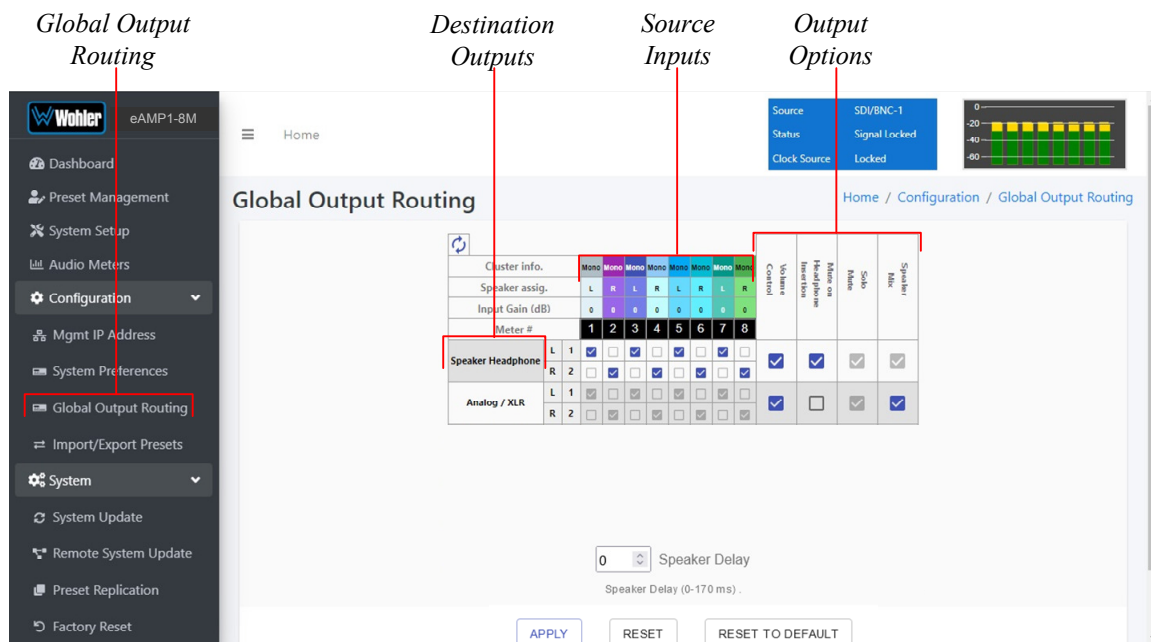 Global Output
Routing
Destination
Outputs
Source
Inputs
Output
Options
Wohler
eAMP1-8M
Dashboard
Preset Management
System Setup
Audio Meters
Configuration
Mgmt IP Address
System Preferences
Global Output Routing
Import/Export Presets
System
System Update
Remote System Update
Preset Replication
Factory Reset
Home
Source SDI/BNC-1
Status Signal Locked
Clock Source Locked
0
-20
-40
-60
Global Output Routing
Home / Configuration / Global Output Routing
Cluster info. Mono Mono Mono Mono Mono Mono Mono Mono
Speaker assig. L R L R L R L R
Input Gain (dB) 0 0 0 0 0 0 0 0
Meter # 1 2 3 4 5 6 7 8
Volume
Control
Mute on
Headphone
Insertion
Solo
Mute
Speaker
Mix
Speaker Headphone
L 1
R 2
Analog / XLR
L 1
R 2
0 Speaker Delay
Speaker Delay (0-170 ms) .
APPLY RESET RESET TO DEFAULT